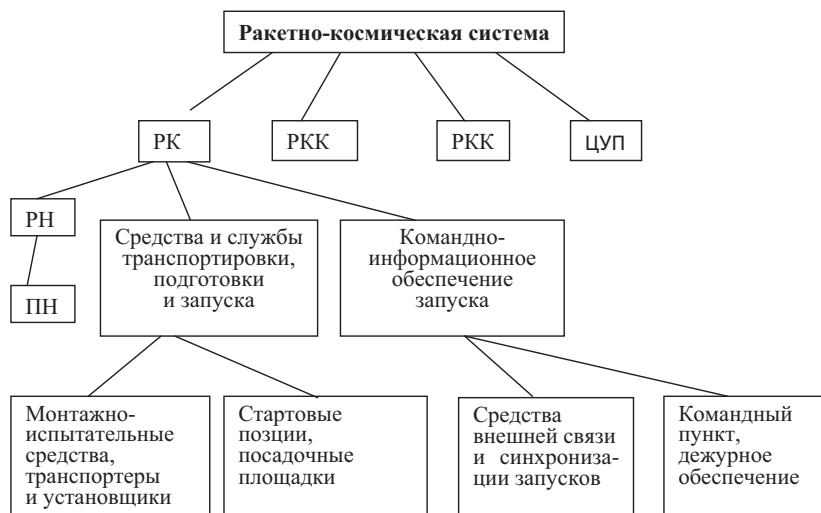 Ракетно-космическая система
РК
РКК
РКК
ЦУП
РН
Средства и службы
транспортировки,
подготовки
и запуска
Командно-
информационное
обеспечение
запуска
ПН
Монтажно-
испытательные
средства,
транспортеры
и установщики
Стартовые
позции,
посадочные
площадки
Средства
внешней связи
и синхрониза-
ции запусков
Командный
пункт,
дежурное
обеспечение